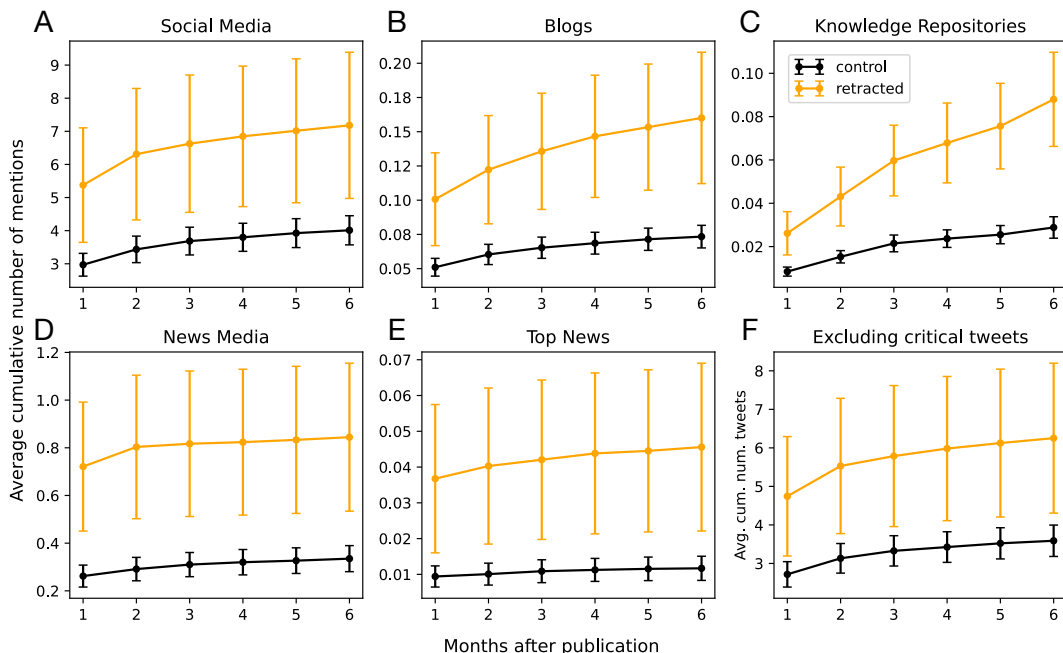 A Social Media
B Blogs
C Knowledge Repositories
control
retracted
9
8
7
6
5
4
3
1 2 3 4 5 6
0.20
0.18
0.15
0.12
0.10
0.08
0.05
1 2 3 4 5 6
0.10
0.08
0.06
0.04
0.02
1 2 3 4 5 6
Average cumulative number of mentions
D News Media
E Top News
F Excluding critical tweets
1.2
1.0
0.8
0.6
0.4
0.2
1 2 3 4 5 6
0.07
0.06
0.05
0.04
0.03
0.01
1 2 3 4 5 6
Avg. cum. num. tweets
8
7
6
5
4
3
1 2 3 4 5 6
Months after publication